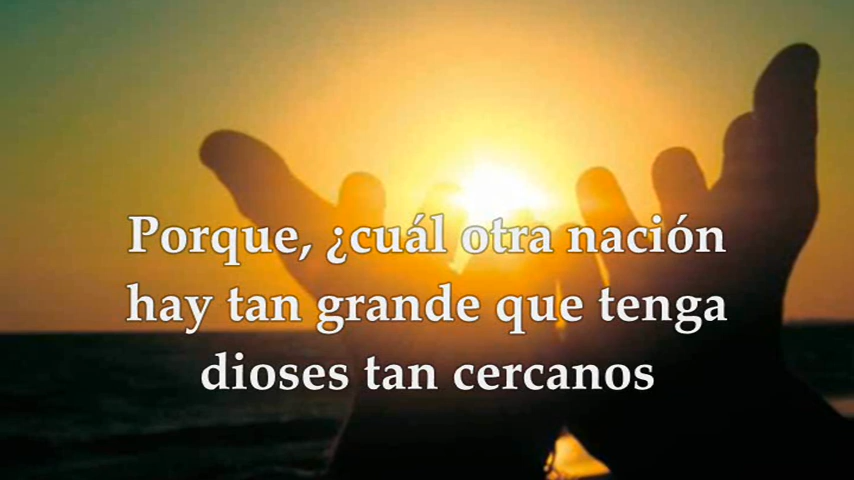 Porque, ¿cuál otra nación
hay tan grande que tenga
dioses tan cercanos